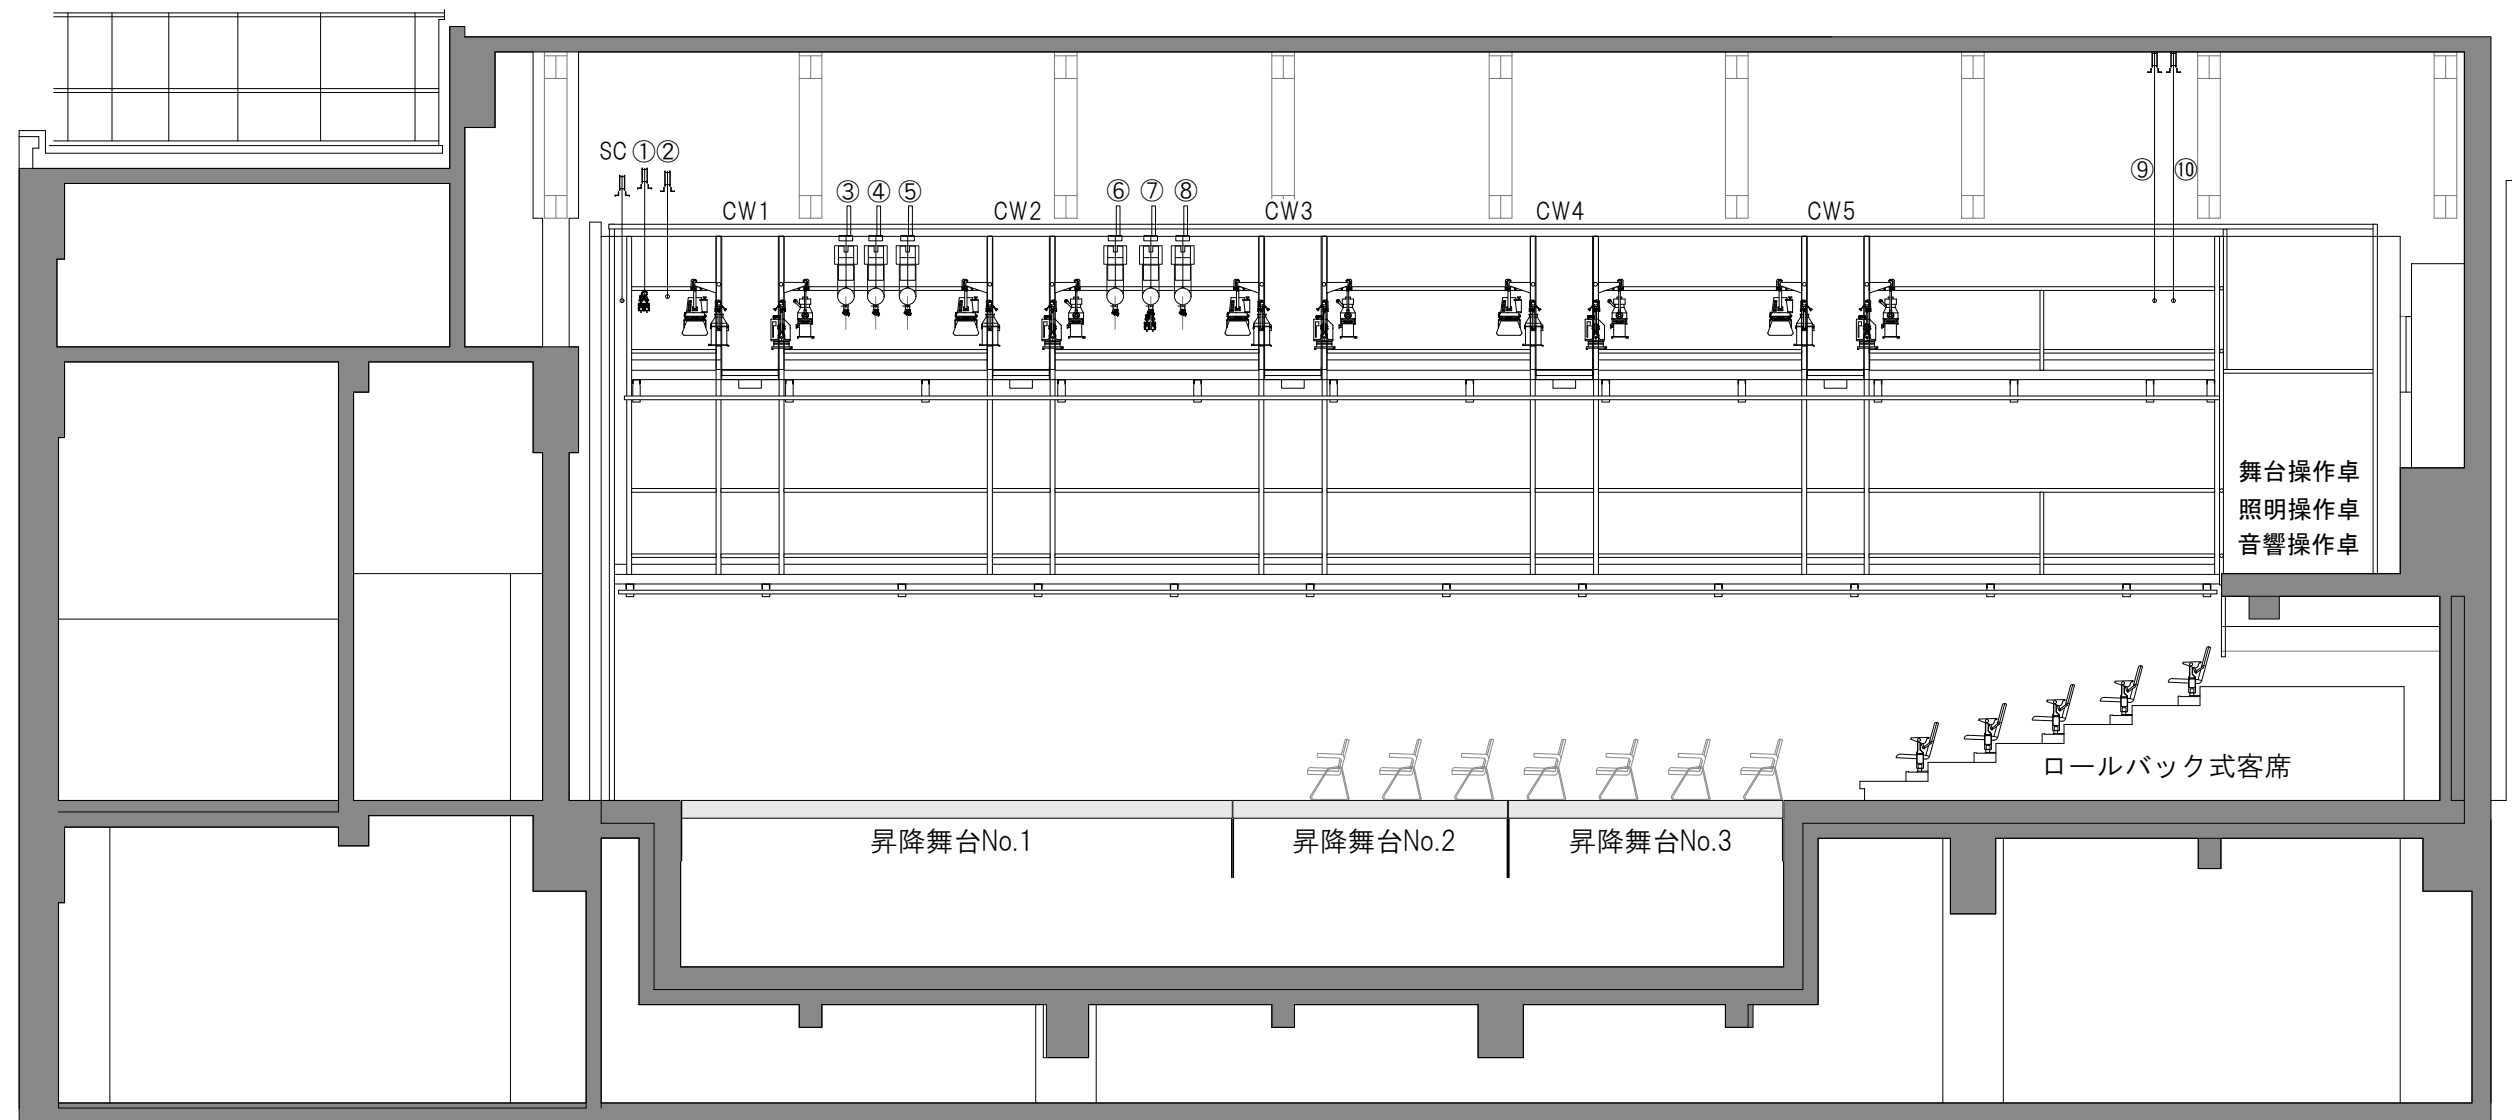 SC ①②
③ ④ ⑤
⑥ ⑦ ⑧
⑨ ⑩
CW1
CW2
CW3
CW4
CW5
舞台操作卓
照明操作卓
音響操作卓
ロールバック式客席
昇降舞台No.1
昇降舞台No.2
昇降舞台No.3